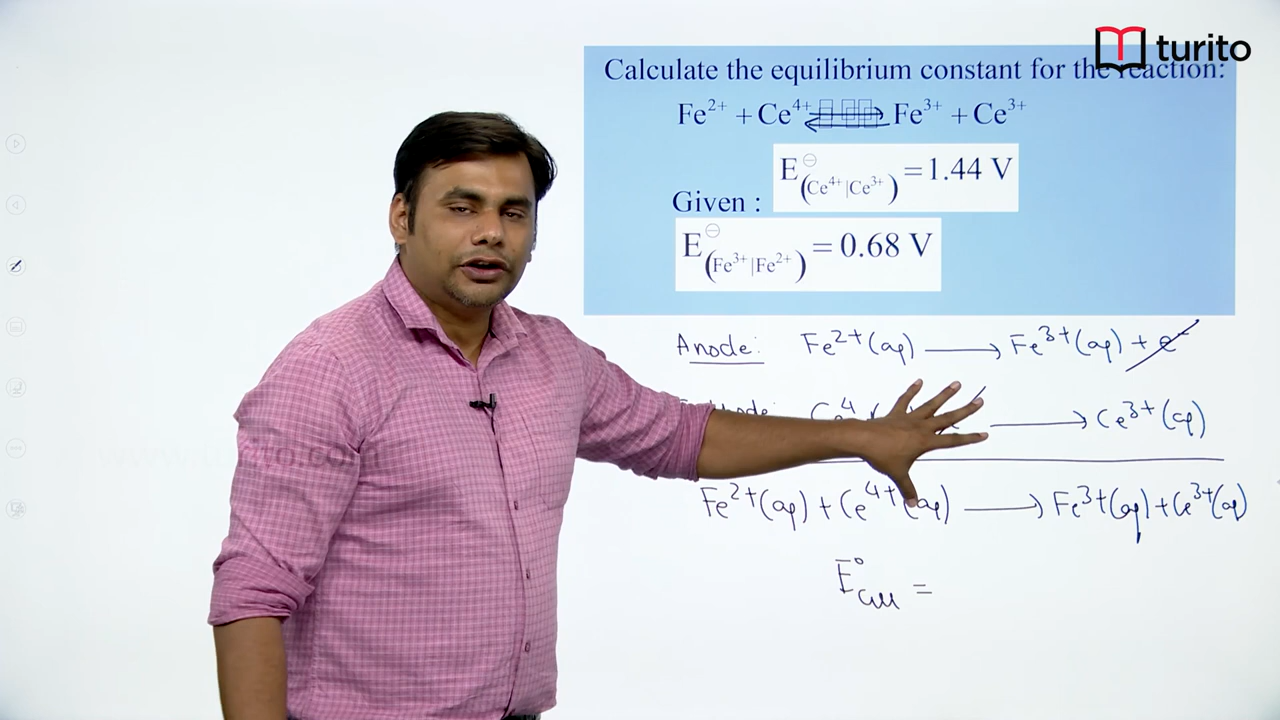 turito
Calculate the equilibrium constant for the reaction:
Fe²⁺ + Ce⁴⁺ ⇌ Fe³⁺ + Ce³⁺
E⊖(Ce⁴⁺|Ce³⁺) = 1.44 V
Given :
E⊖(Fe³⁺|Fe²⁺) = 0.68 V
Anode: Fe²⁺(aq) ⟶ Fe³⁺(aq) + e⁻
⟶ Ce³⁺(aq)
Fe²⁺(aq) + Ce⁴⁺(aq) ⟶ Fe³⁺(aq) + Ce³⁺(aq)
E°cell =